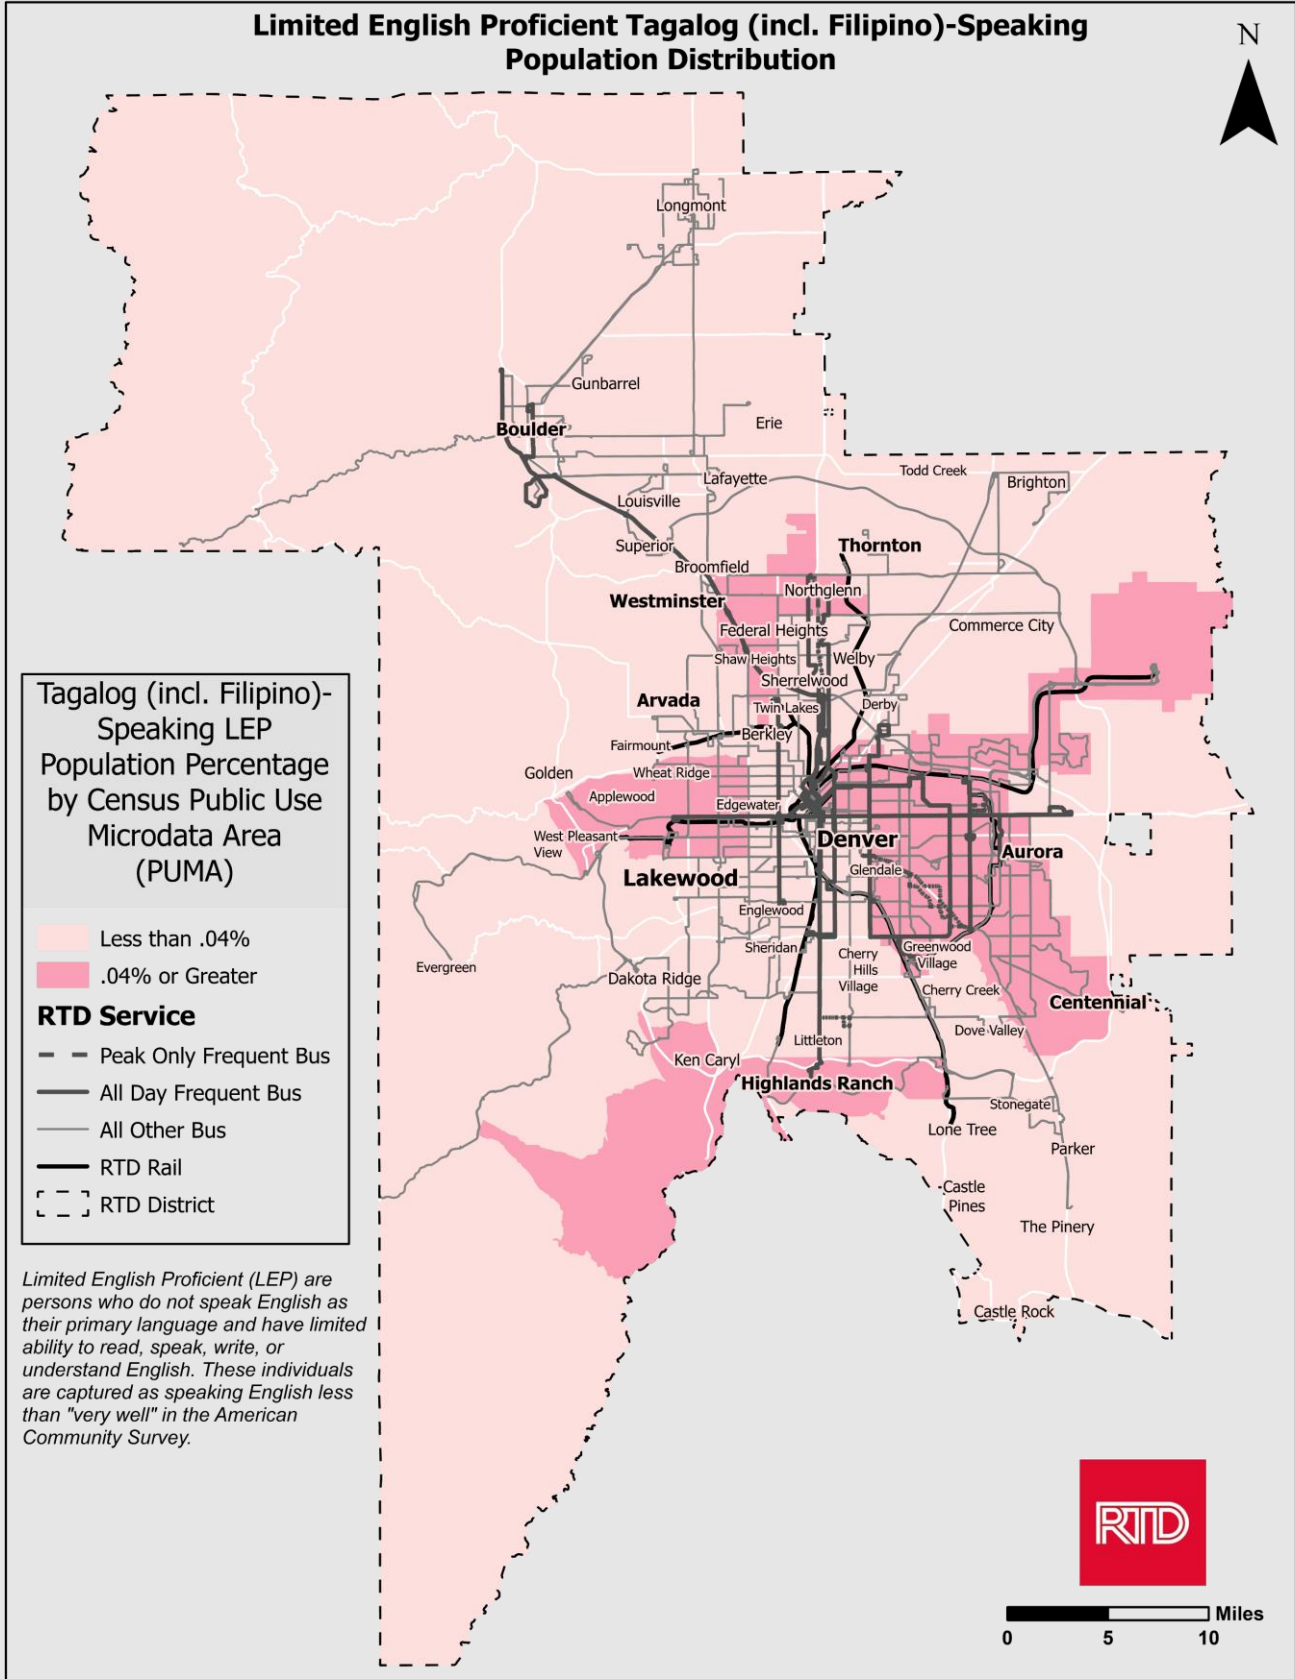 Limited English Proficient Tagalog (incl. Filipino)-Speaking
Population Distribution
N
Longmont
Gunbarrel
Boulder
Erie
Lafayette
Todd Creek
Brighton
Louisville
Superior
Thornton
Broomfield
Northglenn
Westminster
Federal Heights
Commerce City
Shaw Heights
Welby
Sherrelwood
Arvada
Twin Lakes
Derby
Berkley
Fairmount
Golden
Wheat Ridge
Applewood
Edgewater
West Pleasant
View
Denver
Aurora
Lakewood
Glendale
Englewood
Sheridan
Cherry
Hills
Village
Greenwood
Village
Evergreen
Dakota Ridge
Cherry Creek
Centennial
Dove Valley
Littleton
Ken Caryl
Highlands Ranch
Stonegate
Lone Tree
Parker
Castle
Pines
The Pinery
Castle Rock
Tagalog (incl. Filipino)-
Speaking LEP
Population Percentage
by Census Public Use
Microdata Area
(PUMA)
Less than .04%
.04% or Greater
RTD Service
Peak Only Frequent Bus
All Day Frequent Bus
All Other Bus
RTD Rail
RTD District
Limited English Proficient (LEP) are
persons who do not speak English as
their primary language and have limited
ability to read, speak, write, or
understand English. These individuals
are captured as speaking English less
than "very well" in the American
Community Survey.
RTD
Miles
0 5 10